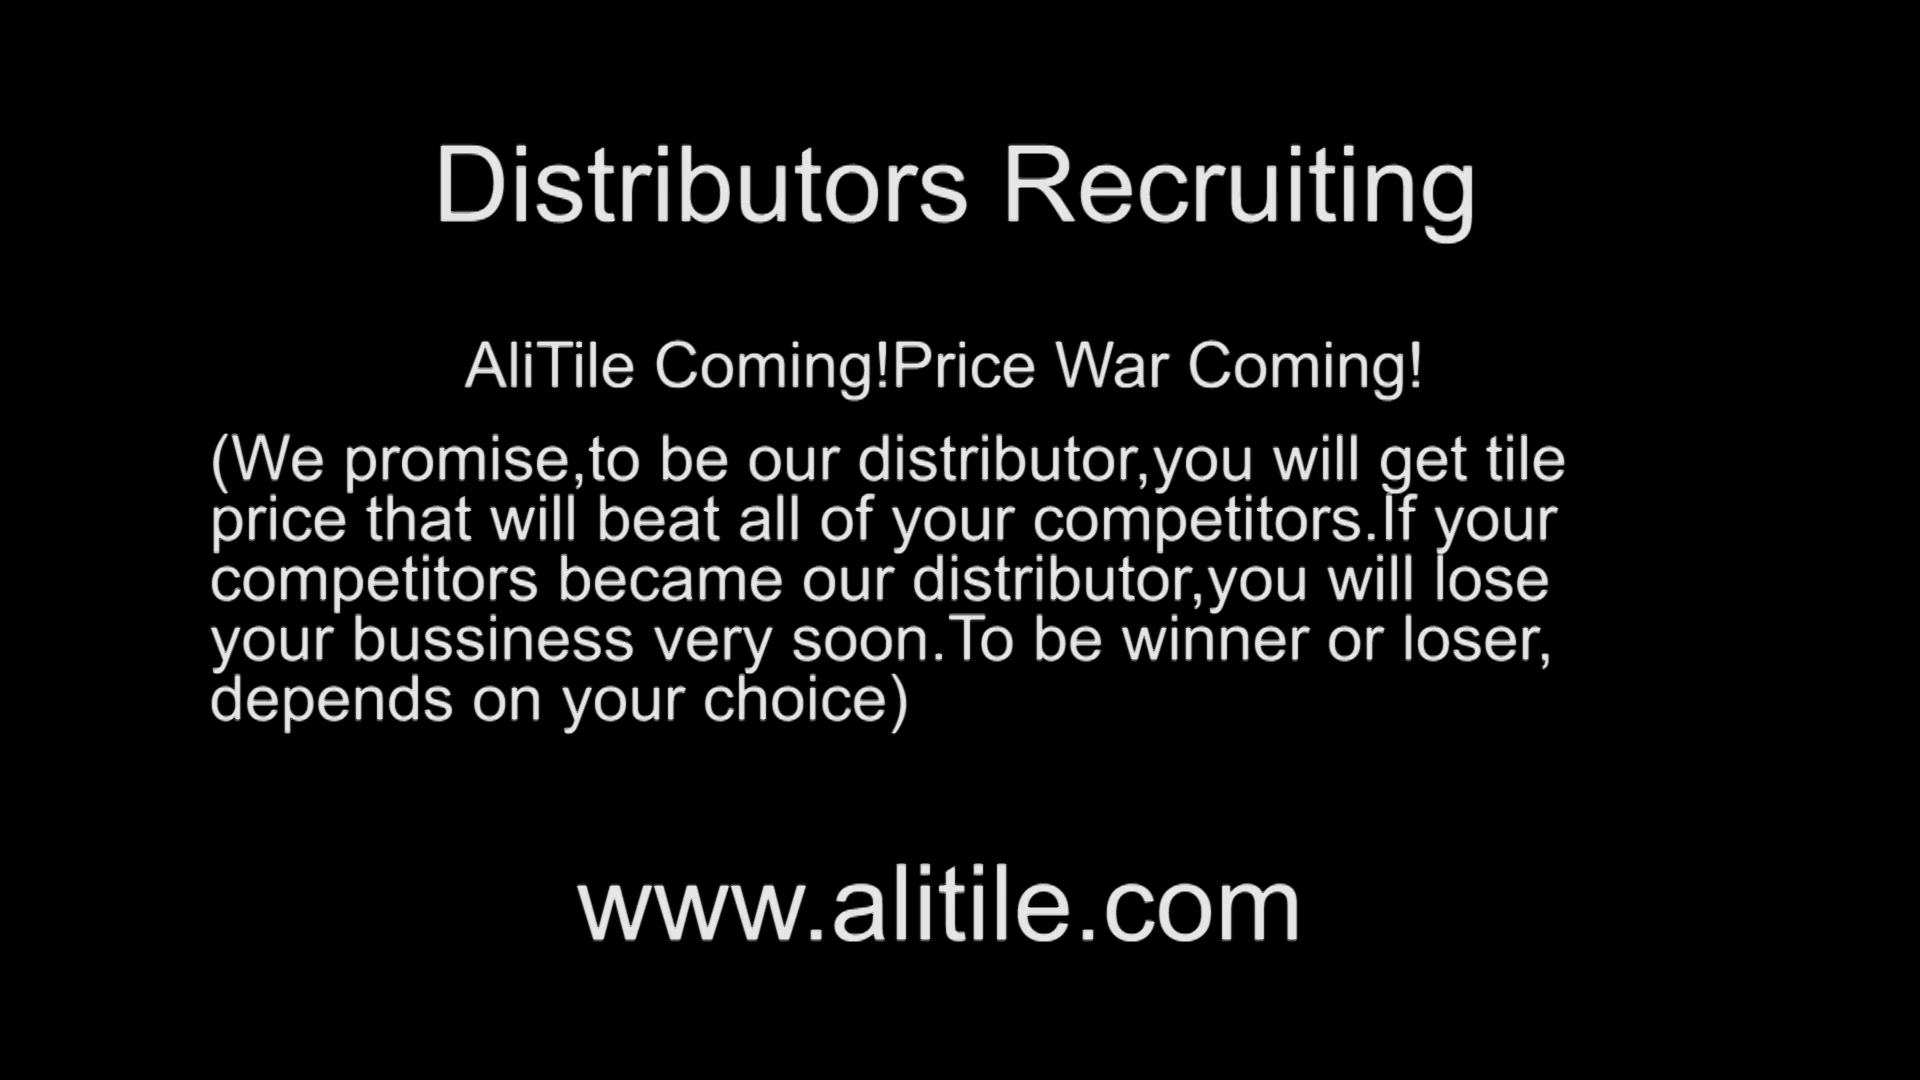 Distributors Recruiting
AliTile Coming!Price War Coming!
(We promise,to be our distributor,you will get tile
price that will beat all of your competitors.If your
competitors became our distributor,you will lose
your bussiness very soon.To be winner or loser,
depends on your choice)
www.alitile.com